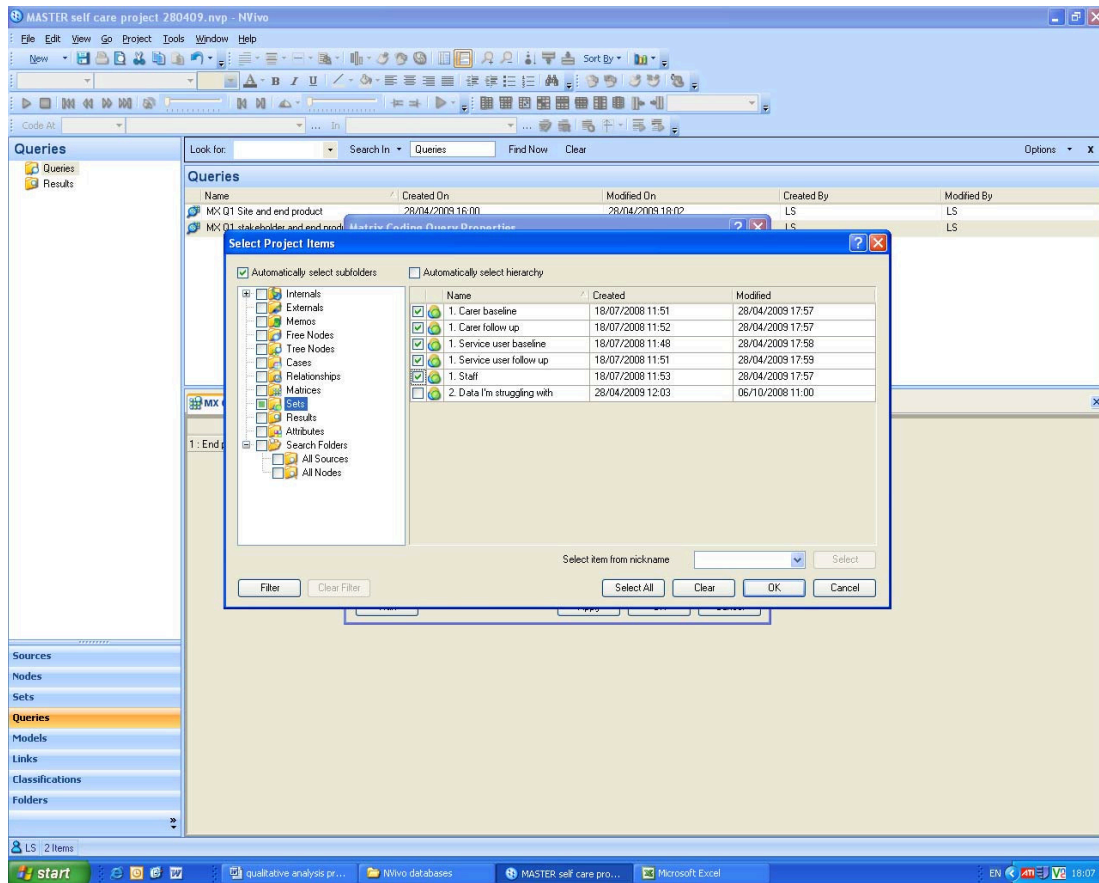 MASTER self care project 280409.nvp - NVivo
File Edit View Go Project Tools Window Help
New Sort By
Code At In
Queries
Look for: Search In Queries Find Now Clear Options x
Queries
Results
Queries
Name Created On Modified On Created By Modified By
MX Q1 Site and end product 28/04/2009 16:00 28/04/2009 18:02 LS LS
MX Q1 stakeholder and end prod Matrix Coding Query Properties LS LS
Select Project Items
Automatically select subfolders Automatically select hierarchy
Internals
Externals
Memos
Free Nodes
Tree Nodes
Cases
Relationships
Matrices
Sets
Results
Attributes
Search Folders
All Sources
All Nodes
Name Created Modified
1. Carer baseline 18/07/2008 11:51 28/04/2009 17:57
1. Carer follow up 18/07/2008 11:52 28/04/2009 17:57
1. Service user baseline 18/07/2008 11:48 28/04/2009 17:58
1. Service user follow up 18/07/2008 11:51 28/04/2009 17:59
1. Staff 18/07/2008 11:53 28/04/2009 17:57
2. Data I'm struggling with 28/04/2009 12:03 06/10/2008 11:00
Select item from nickname Select
Filter Clear Filter Select All Clear OK Cancel
MX
1 : End p
Sources
Nodes
Sets
Queries
Models
Links
Classifications
Folders
LS 2 Items
start qualitative analysis pr... NVivo databases MASTER self care pro... Microsoft Excel EN ATI 18:07